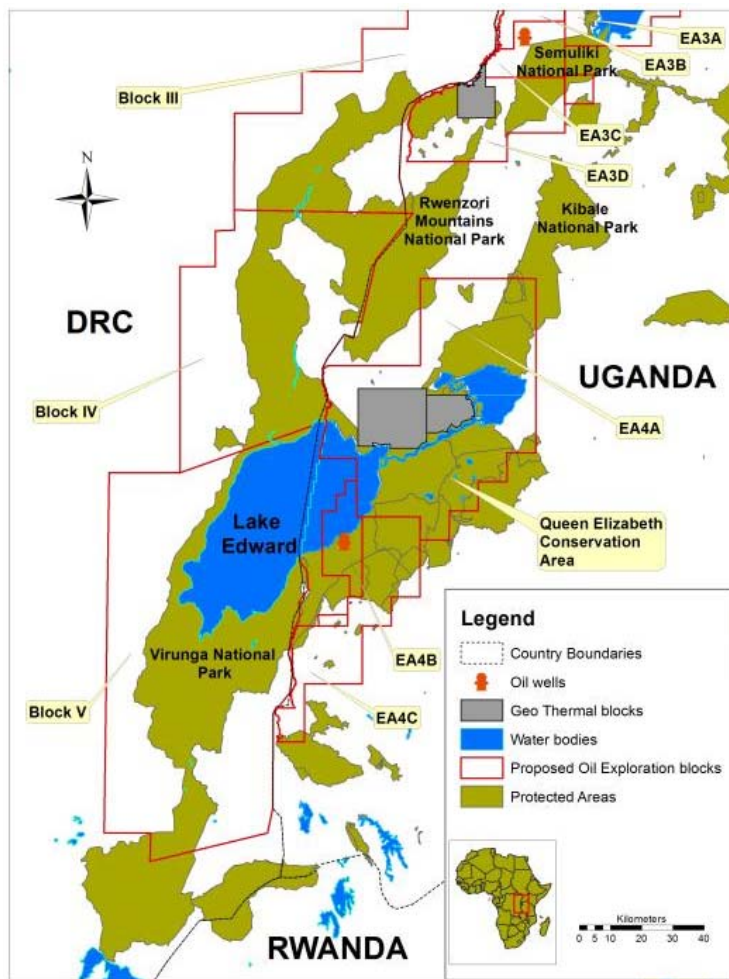 EA3A
EA3B
Semuliki
National Park
Block III
EA3C
N
EA3D
Rwenzori
Mountains
National Park
Kibale
National Park
DRC
UGANDA
Block IV
EA4A
Queen Elizabeth
Conservation
Area
Lake
Edward
Legend
Country Boundaries
Oil wells
Geo Thermal blocks
Water bodies
Proposed Oil Exploration blocks
Protected Areas
Virunga National
Park
EA4B
Block V
EA4C
RWANDA
Kilometers
0 5 10 20 30 40